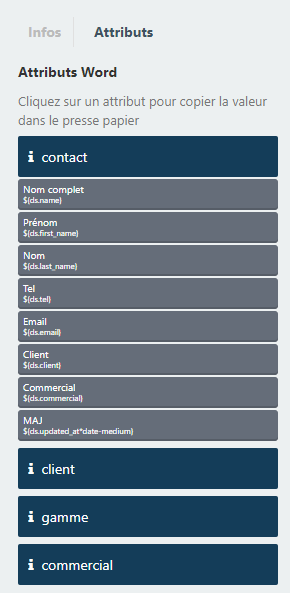 Infos Attributs
Attributs Word
Cliquez sur un attribut pour copier la valeur
dans le presse papier
contact
Nom complet
${ds.name}
Prénom
${ds.first_name}
Nom
${ds.last_name}
Tel
${ds.tel}
Email
${ds.email}
Client
${ds.client}
Commercial
${ds.commercial}
MAJ
${ds.updated_at*date-medium}
client
gamme
commercial